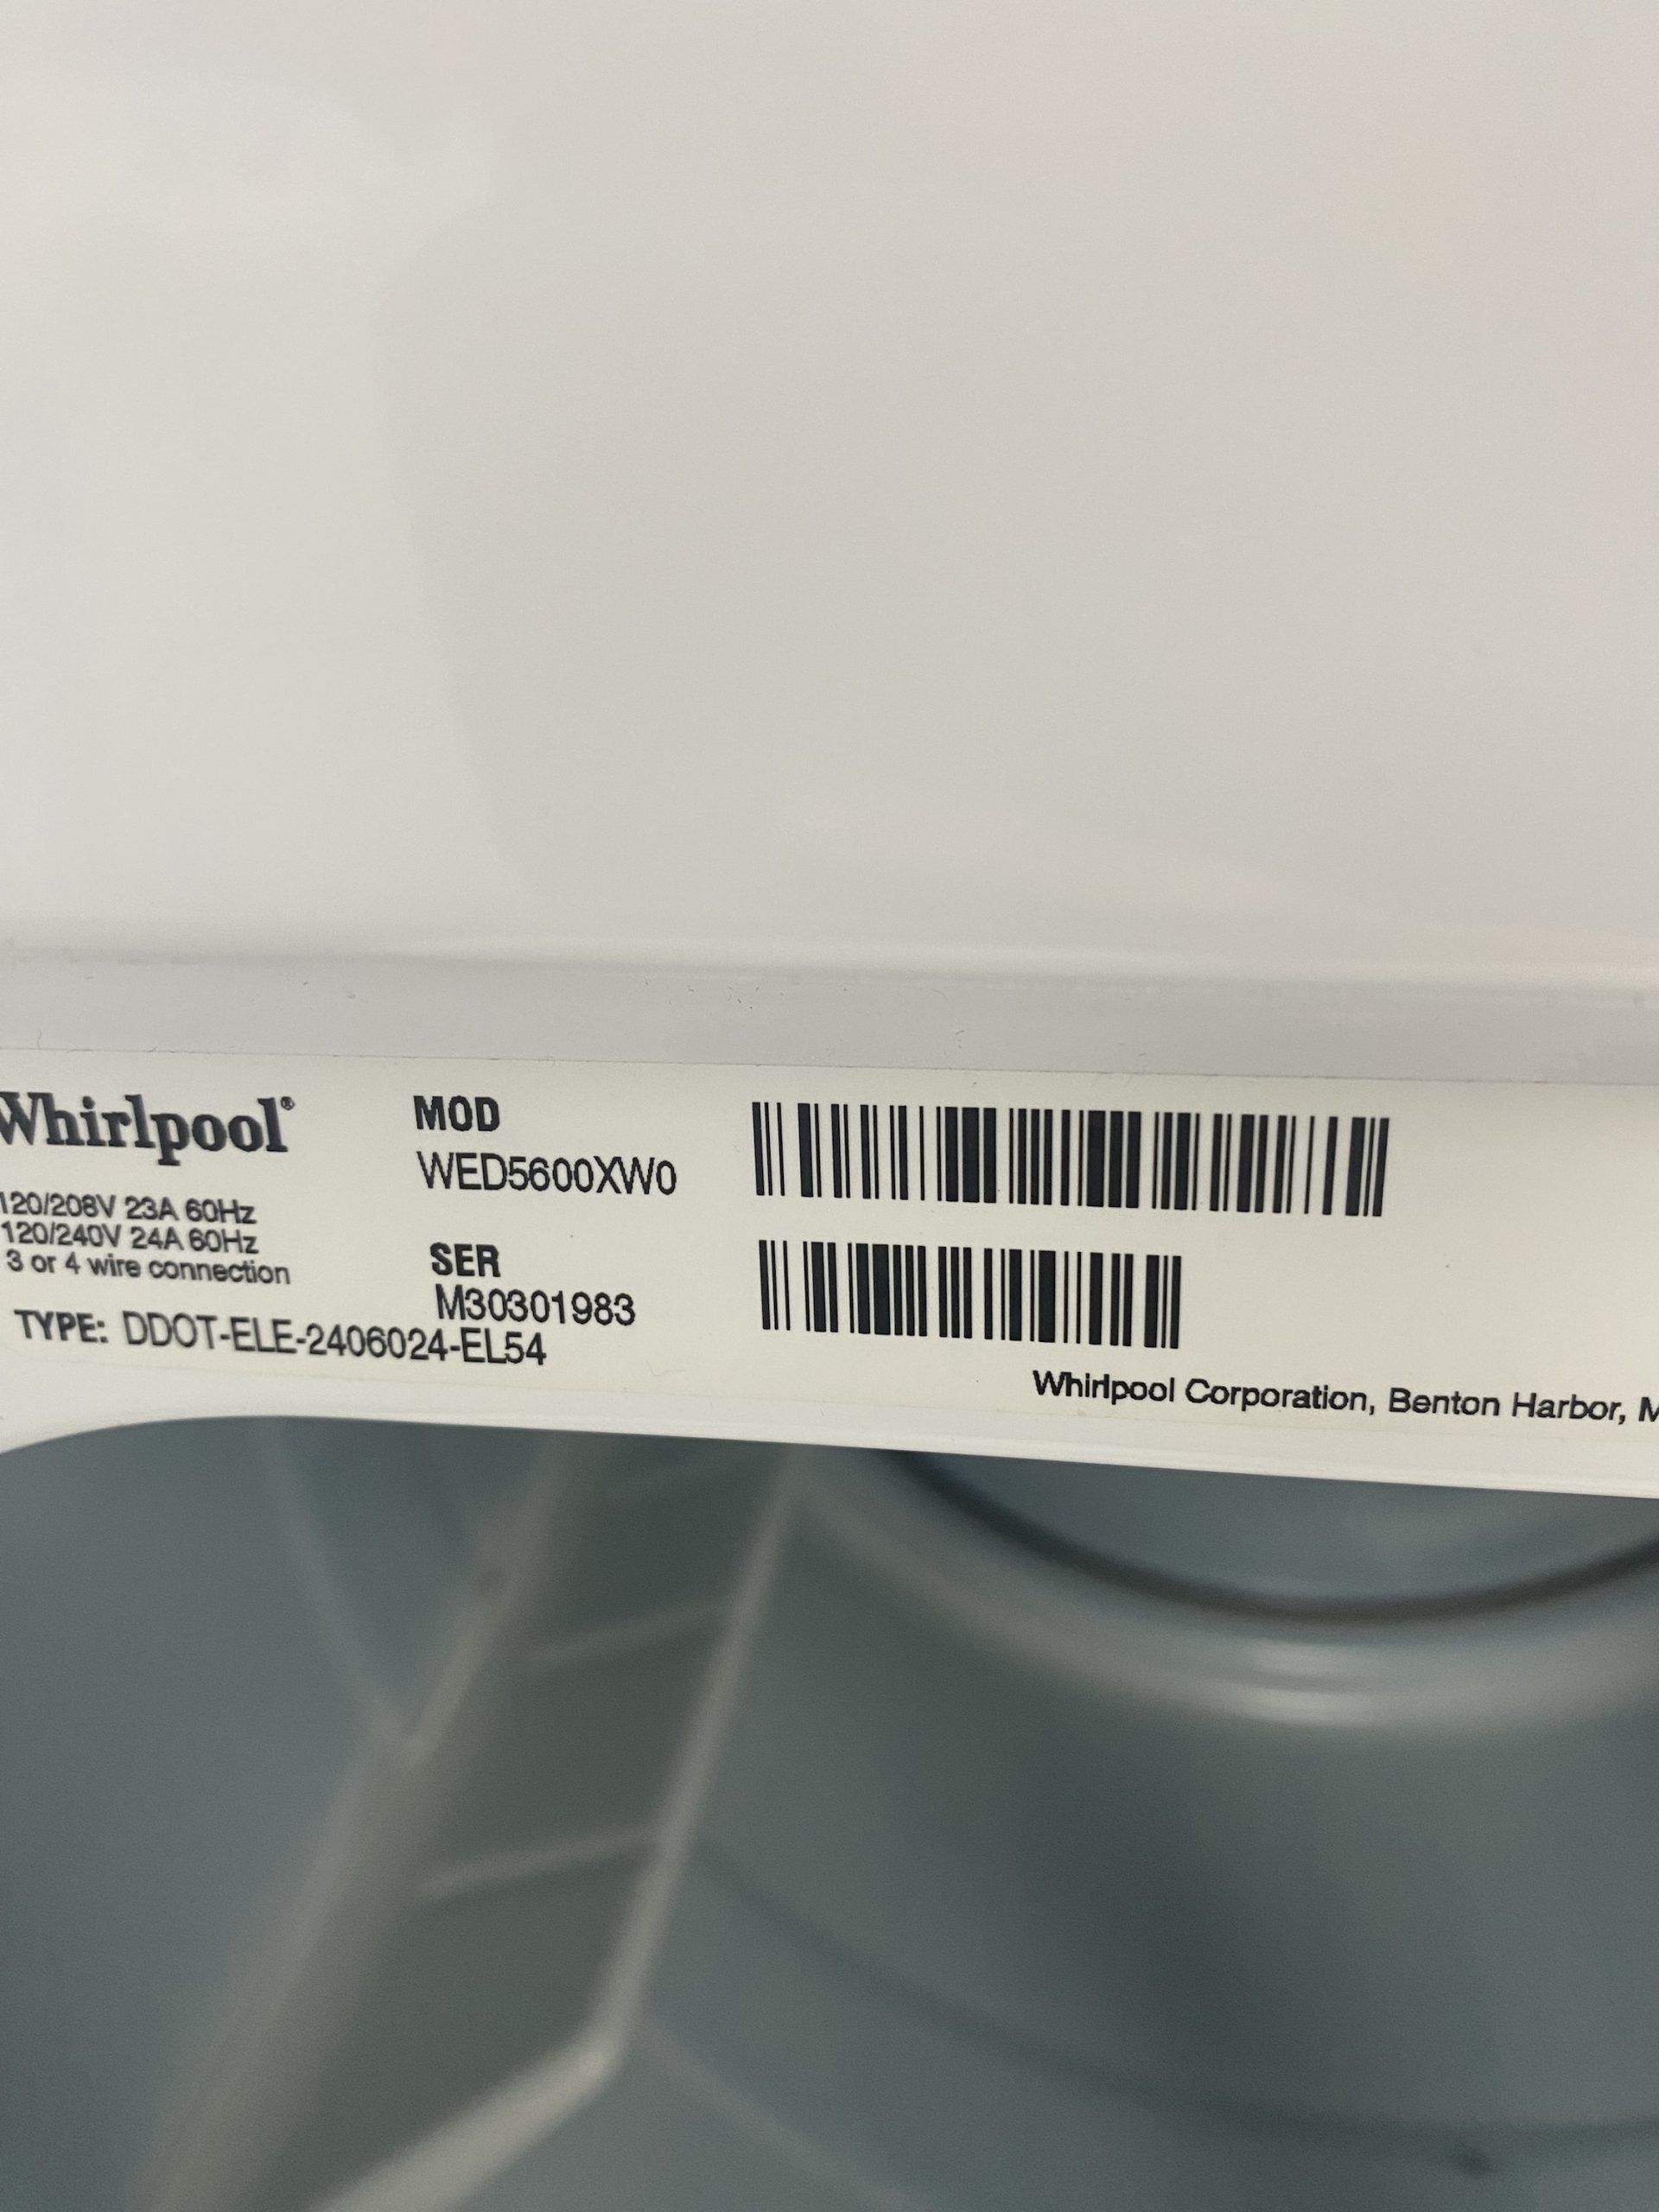 Whirlpool®
120/208V 23A 60Hz
120/240V 24A 60Hz
3 or 4 wire connection
TYPE: DDOT-ELE-2406024-EL54
MOD
WED5600XW0
SER
M30301983
Whirlpool Corporation, Benton Harbor, M